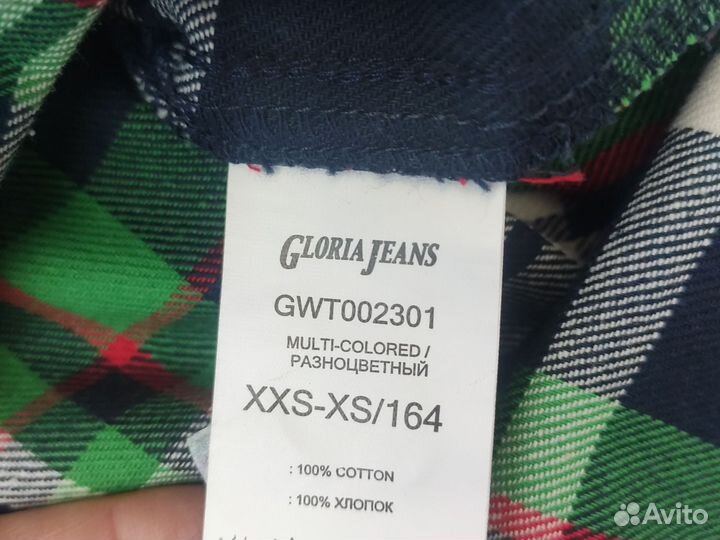 GLORIA JEANS
GWT002301
MULTI-COLORED /
РАЗНОЦВЕТНЫЙ
XXS-XS/164
: 100% COTTON
: 100% ХЛОПОК
Avito